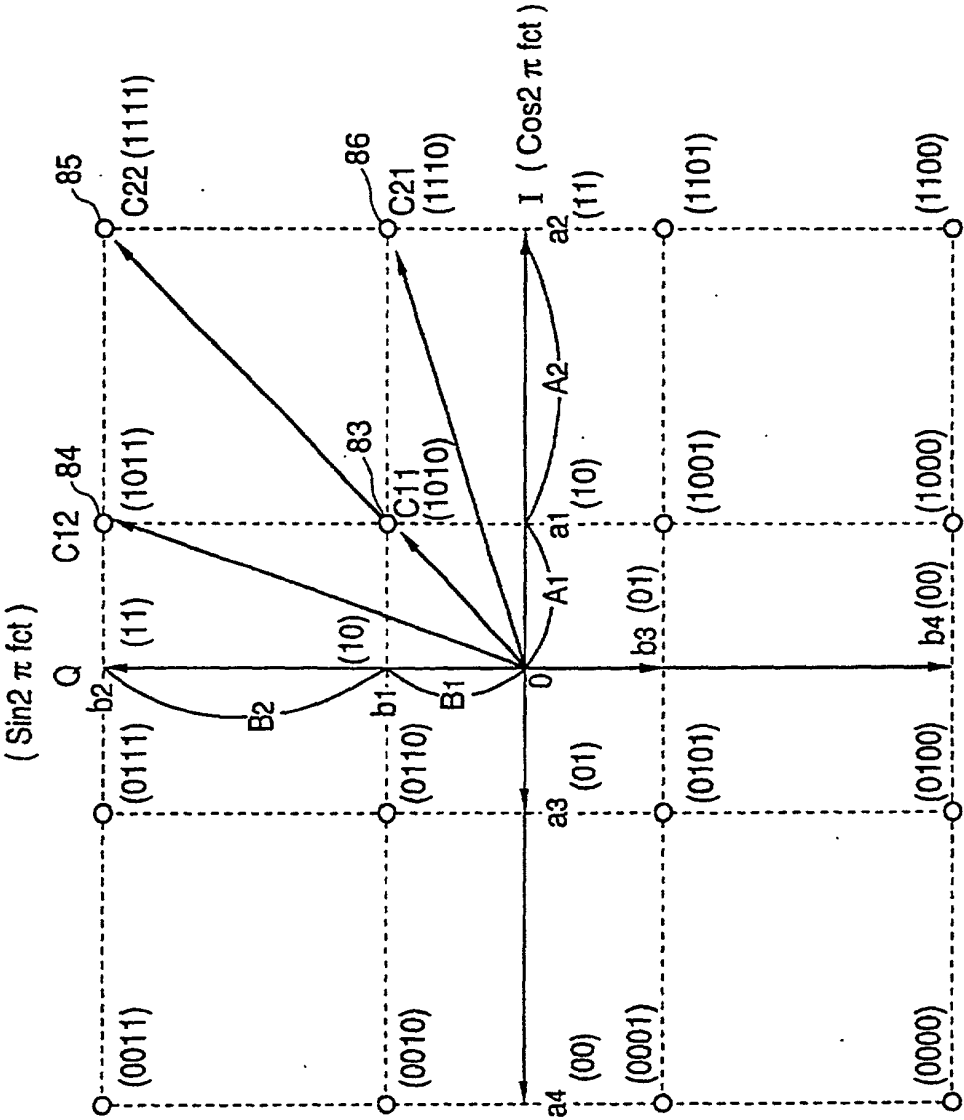 ( Sin2 π fct )
Q
C12
84
85
b2
(11)
(0011)
(0111)
(1011)
C22 (1111)
B2
83
86
(10)
b1
C11
(1010)
C21
(1110)
(0010)
(0110)
B1
0
A1
A2
I ( Cos2 π fct )
a4
(00)
a3
(01)
a1
(10)
a2
(11)
b3 (01)
(0001)
(0101)
(1001)
(1101)
b4 (00)
(0000)
(0100)
(1000)
(1100)